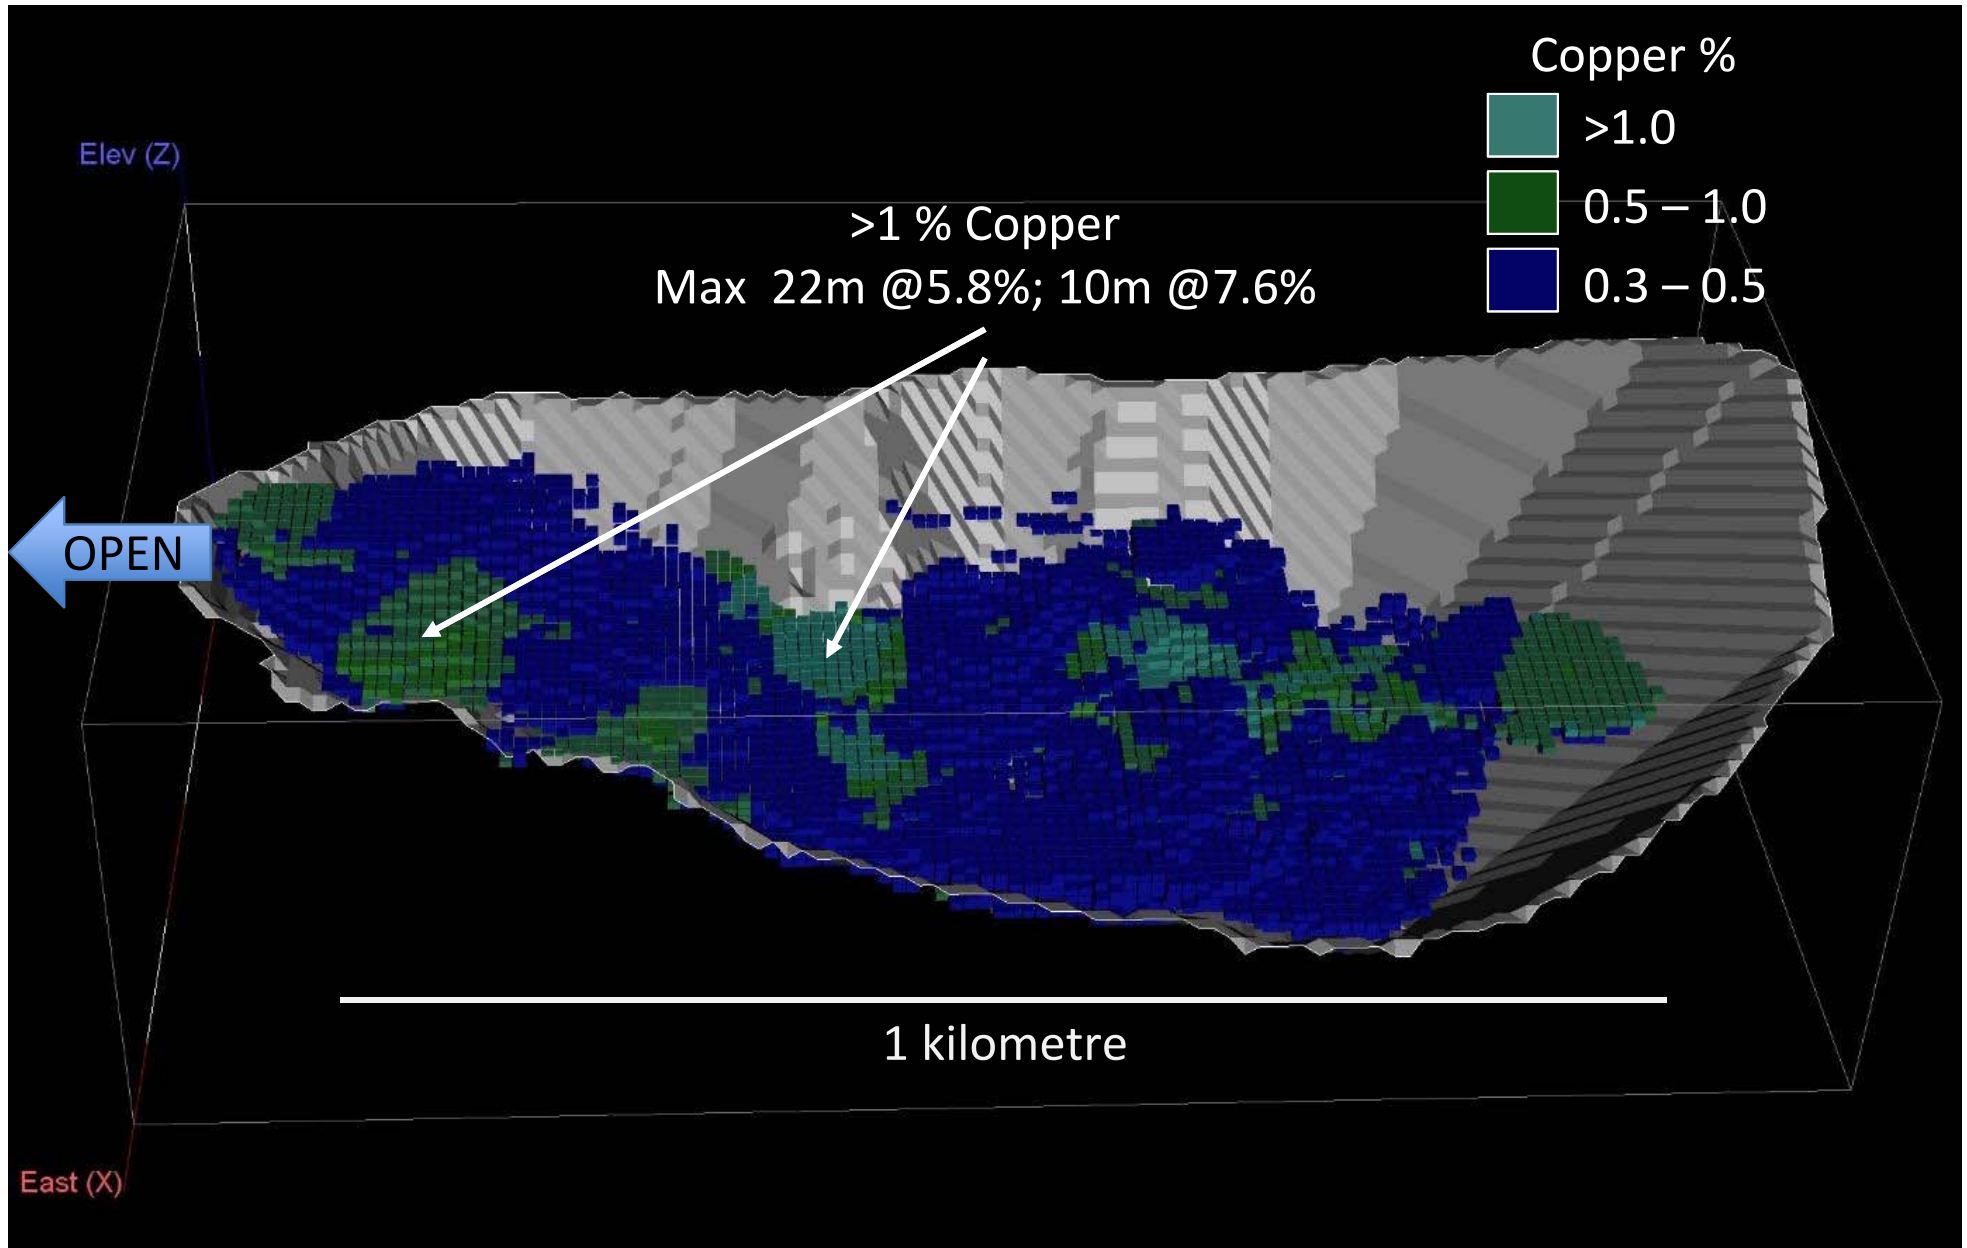 Copper %
>1.0
0.5 – 1.0
0.3 – 0.5
Elev (Z)
>1 % Copper
Max 22m @5.8%; 10m @7.6%
OPEN
1 kilometre
East (X)